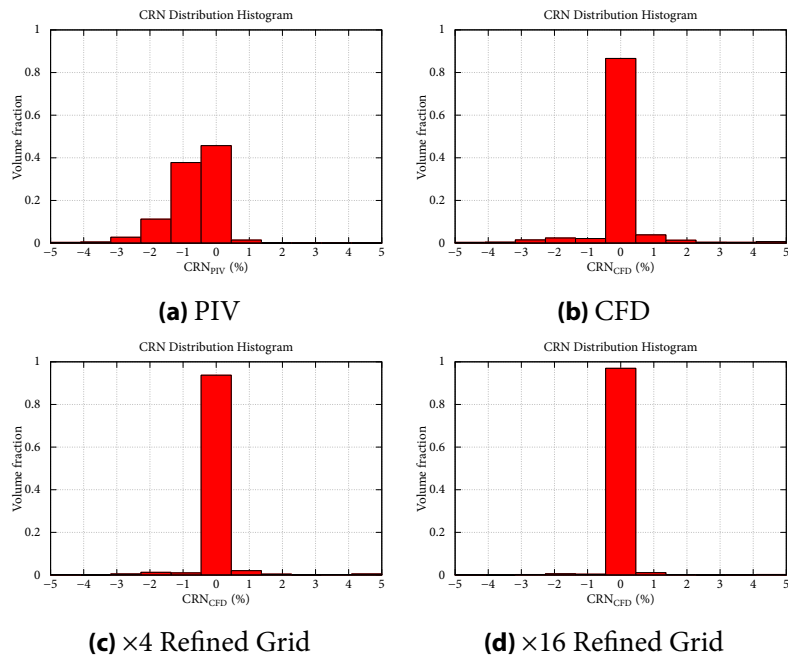 CRN Distribution Histogram
1
0.8
0.6
0.4
0.2
0
Volume fraction
−5 −4 −3 −2 −1 0 1 2 3 4 5
CRN_PIV (%)
(a) PIV
CRN Distribution Histogram
1
0.8
0.6
0.4
0.2
0
Volume fraction
−5 −4 −3 −2 −1 0 1 2 3 4 5
CRN_CFD (%)
(b) CFD
CRN Distribution Histogram
1
0.8
0.6
0.4
0.2
0
Volume fraction
−5 −4 −3 −2 −1 0 1 2 3 4 5
CRN_CFD (%)
(c) ×4 Refined Grid
CRN Distribution Histogram
1
0.8
0.6
0.4
0.2
0
Volume fraction
−5 −4 −3 −2 −1 0 1 2 3 4 5
CRN_CFD (%)
(d) ×16 Refined Grid